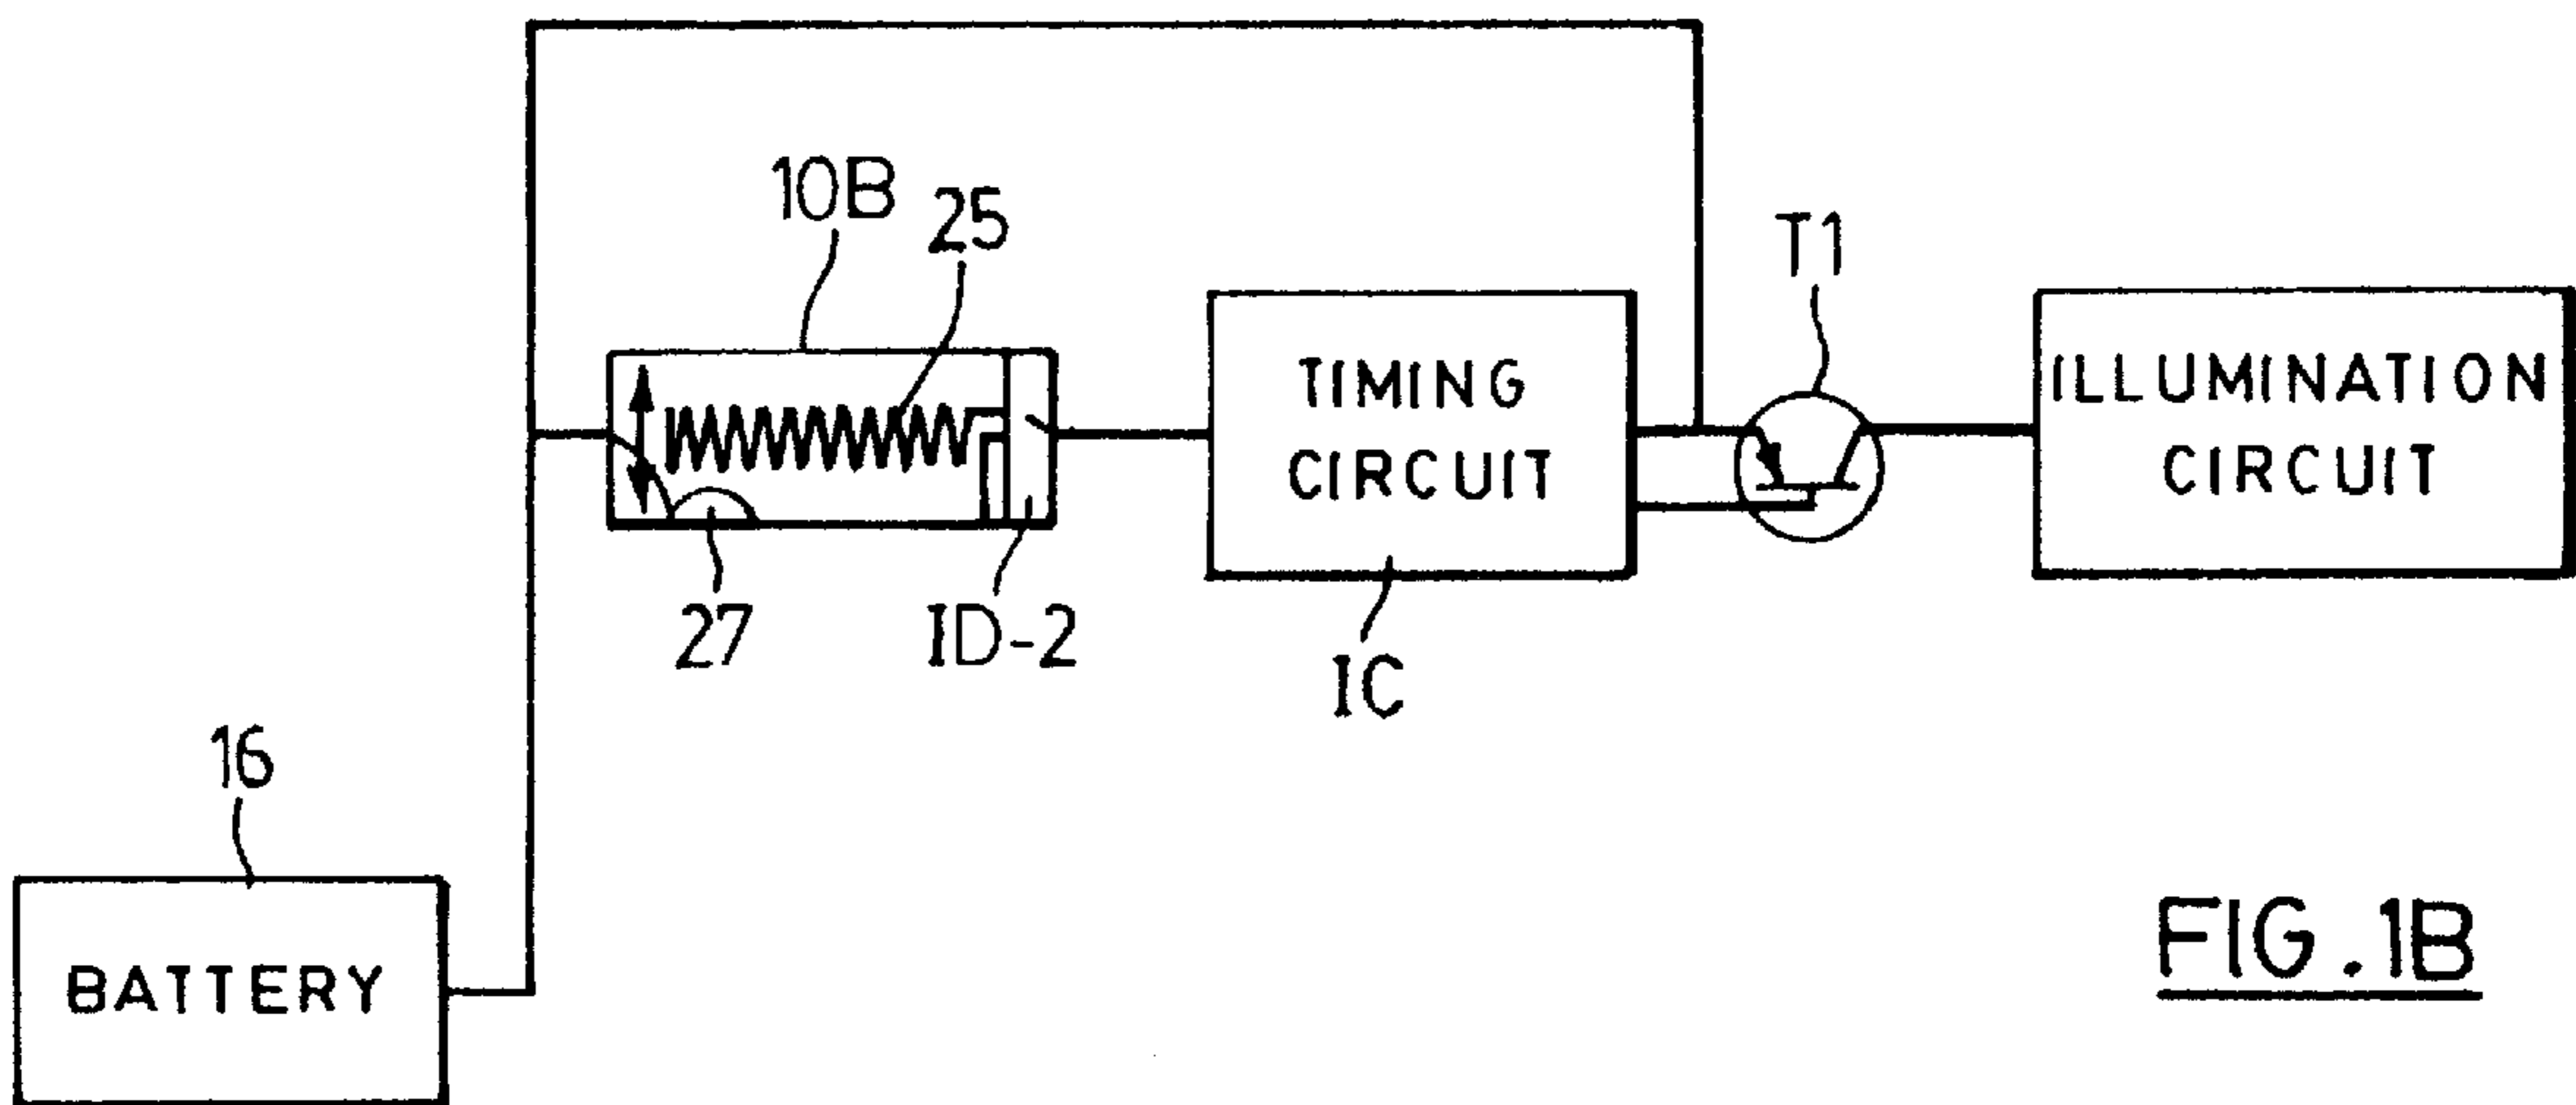 10B
25
T1
TIMING
CIRCUIT
ILLUMINATION
CIRCUIT
27
ID-2
IC
16
BATTERY
FIG.1B